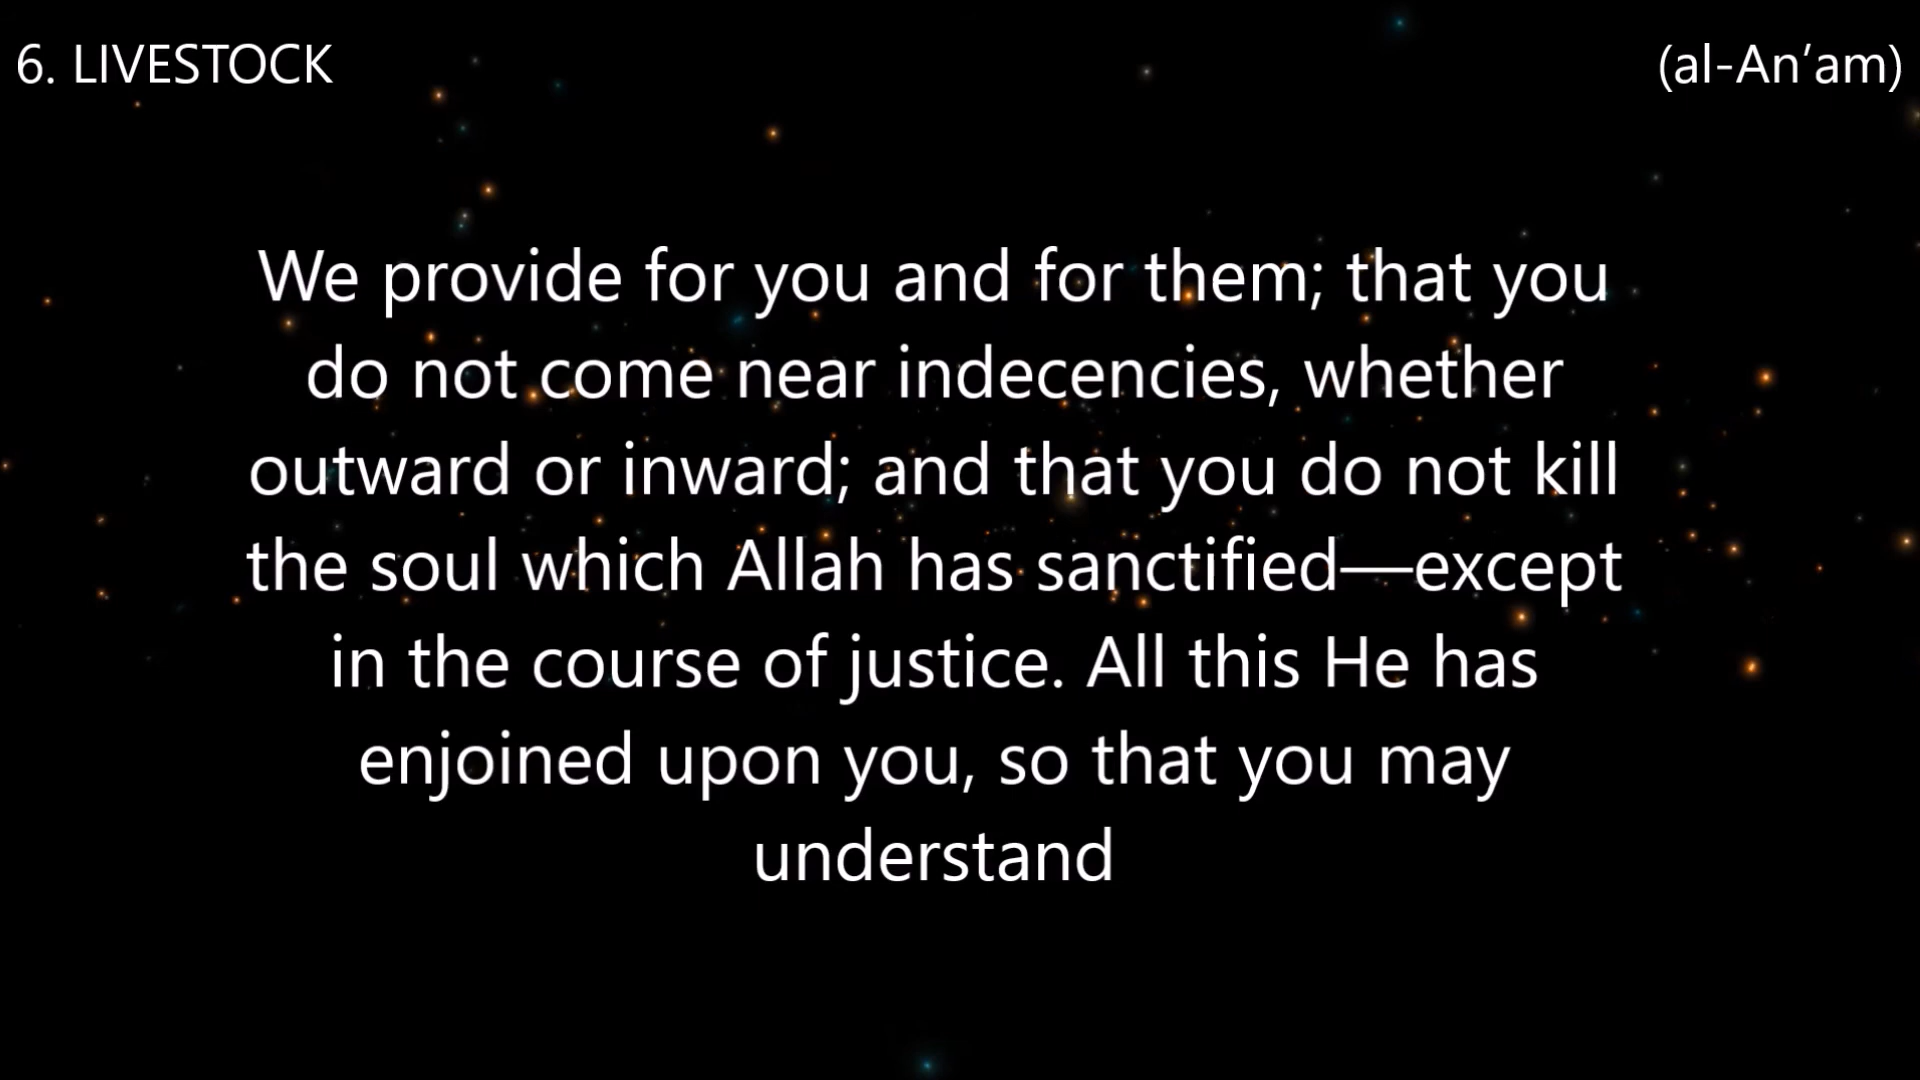 6. LIVESTOCK
(al-An’am)
We provide for you and for them; that you
do not come near indecencies, whether
outward or inward; and that you do not kill
the soul which Allah has sanctified—except
in the course of justice. All this He has
enjoined upon you, so that you may
understand